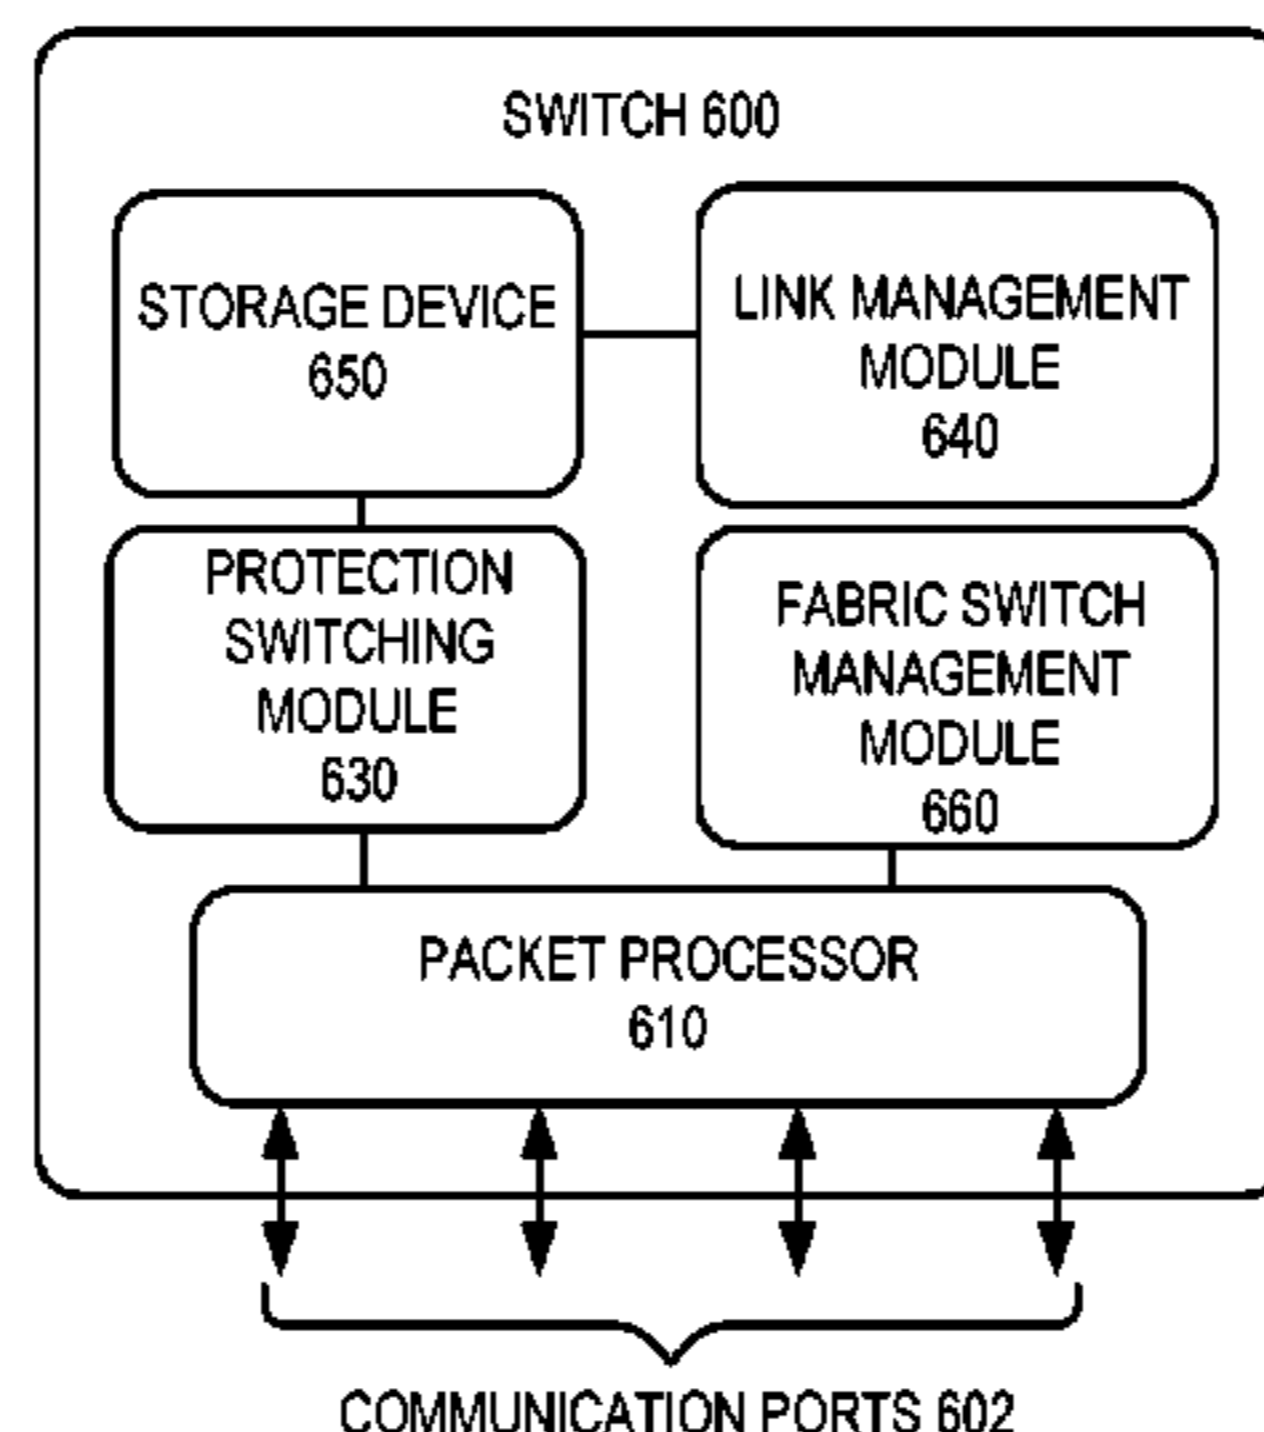 SWITCH 600
STORAGE DEVICE
650
LINK MANAGEMENT
MODULE
640
PROTECTION
SWITCHING
MODULE
630
FABRIC SWITCH
MANAGEMENT
MODULE
660
PACKET PROCESSOR
610
COMMUNICATION PORTS 602